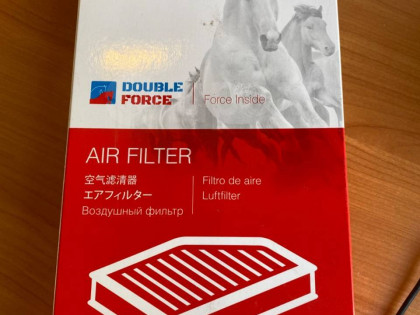 DOUBLE
FORCE
Force Inside
AIR FILTER
空气滤清器
エアフィルター
Воздушный фильтр
Filtro de aire
Luftfilter